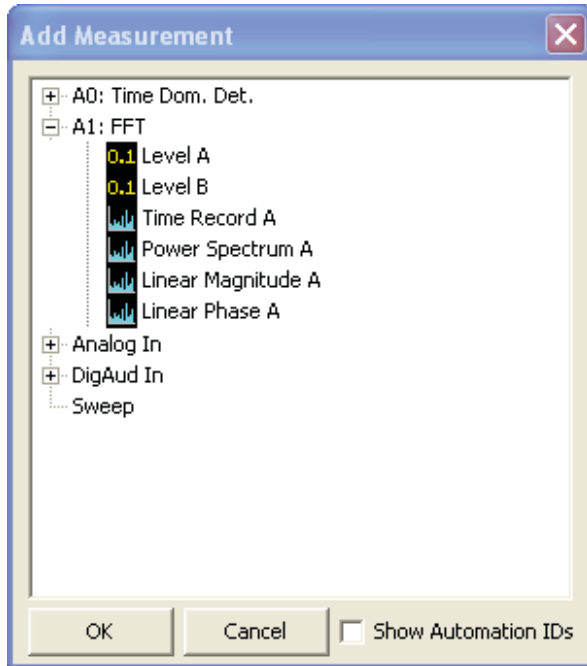 Add Measurement
A0: Time Dom. Det.
A1: FFT
0.1 Level A
0.1 Level B
Time Record A
Power Spectrum A
Linear Magnitude A
Linear Phase A
Analog In
DigAud In
Sweep
OK Cancel Show Automation IDs